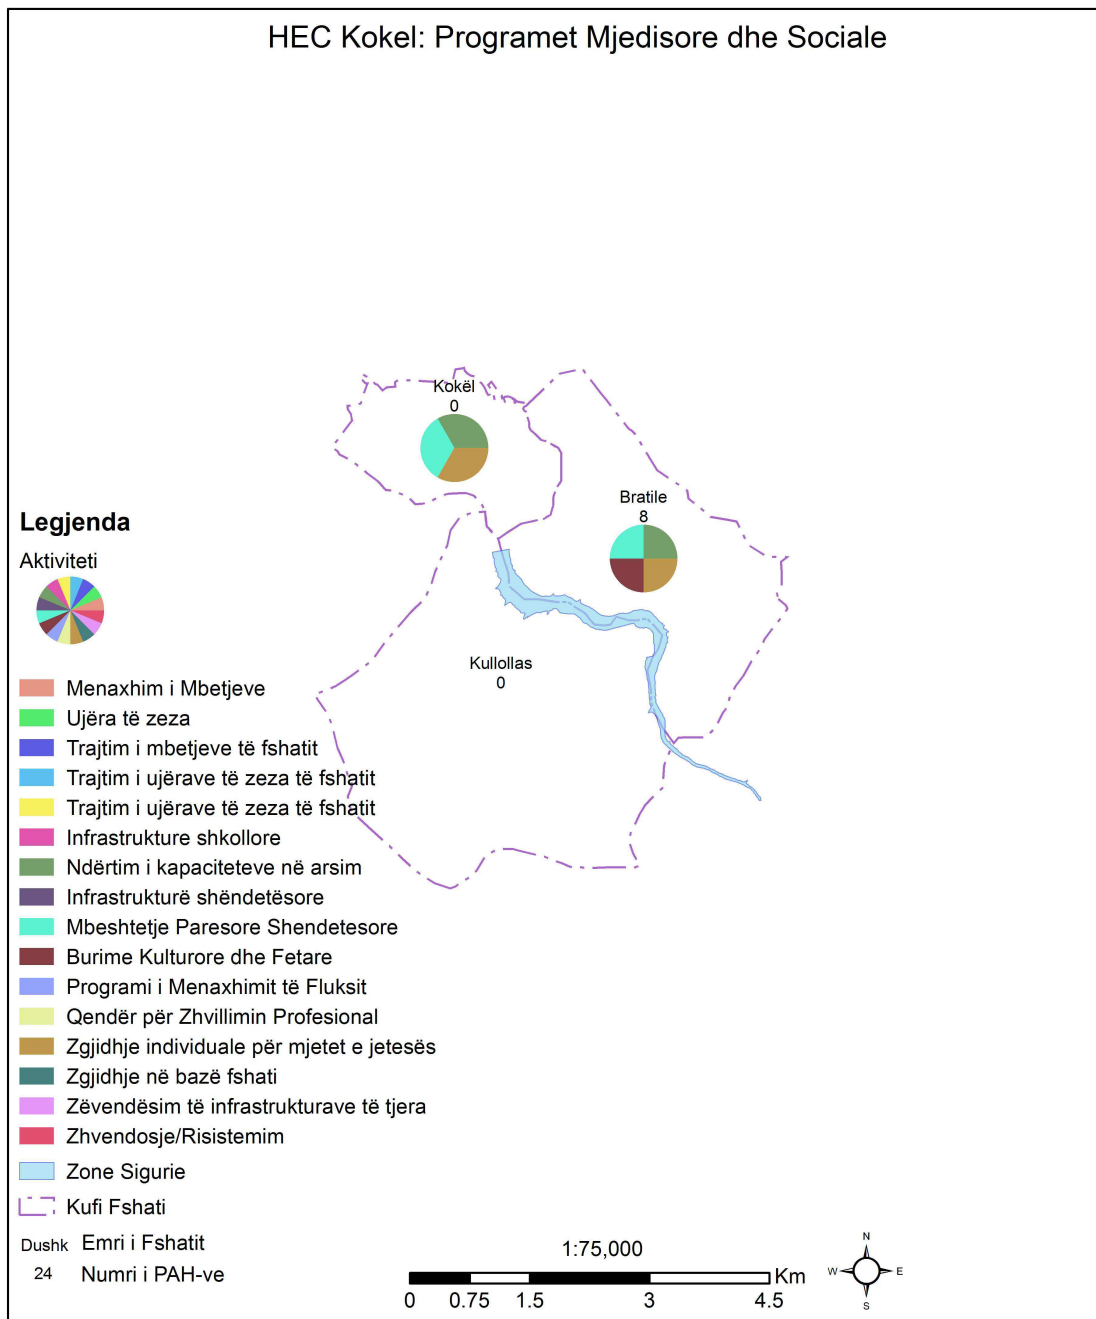 HEC Kokel: Programet Mjedisore dhe Sociale
Kokël
0
Bratile
8
Kullollas
0
Legjenda
Aktiviteti
Menaxhim i Mbetjeve
Ujëra të zeza
Trajtim i mbetjeve të fshatit
Trajtim i ujërave të zeza të fshatit
Trajtim i ujërave të zeza të fshatit
Infrastrukture shkollore
Ndërtim i kapaciteteve në arsim
Infrastrukturë shëndetësore
Mbeshtetje Paresore Shendetesore
Burime Kulturore dhe Fetare
Programi i Menaxhimit të Fluksit
Qendër për Zhvillimin Profesional
Zgjidhje individuale për mjetet e jetesës
Zgjidhje në bazë fshati
Zëvendësim të infrastrukturave të tjera
Zhvendosje/Risistemim
Zone Sigurie
Kufi Fshati
Dushk Emri i Fshatit
24 Numri i PAH-ve
1:75,000
Km
0 0.75 1.5 3 4.5
N
W E
S